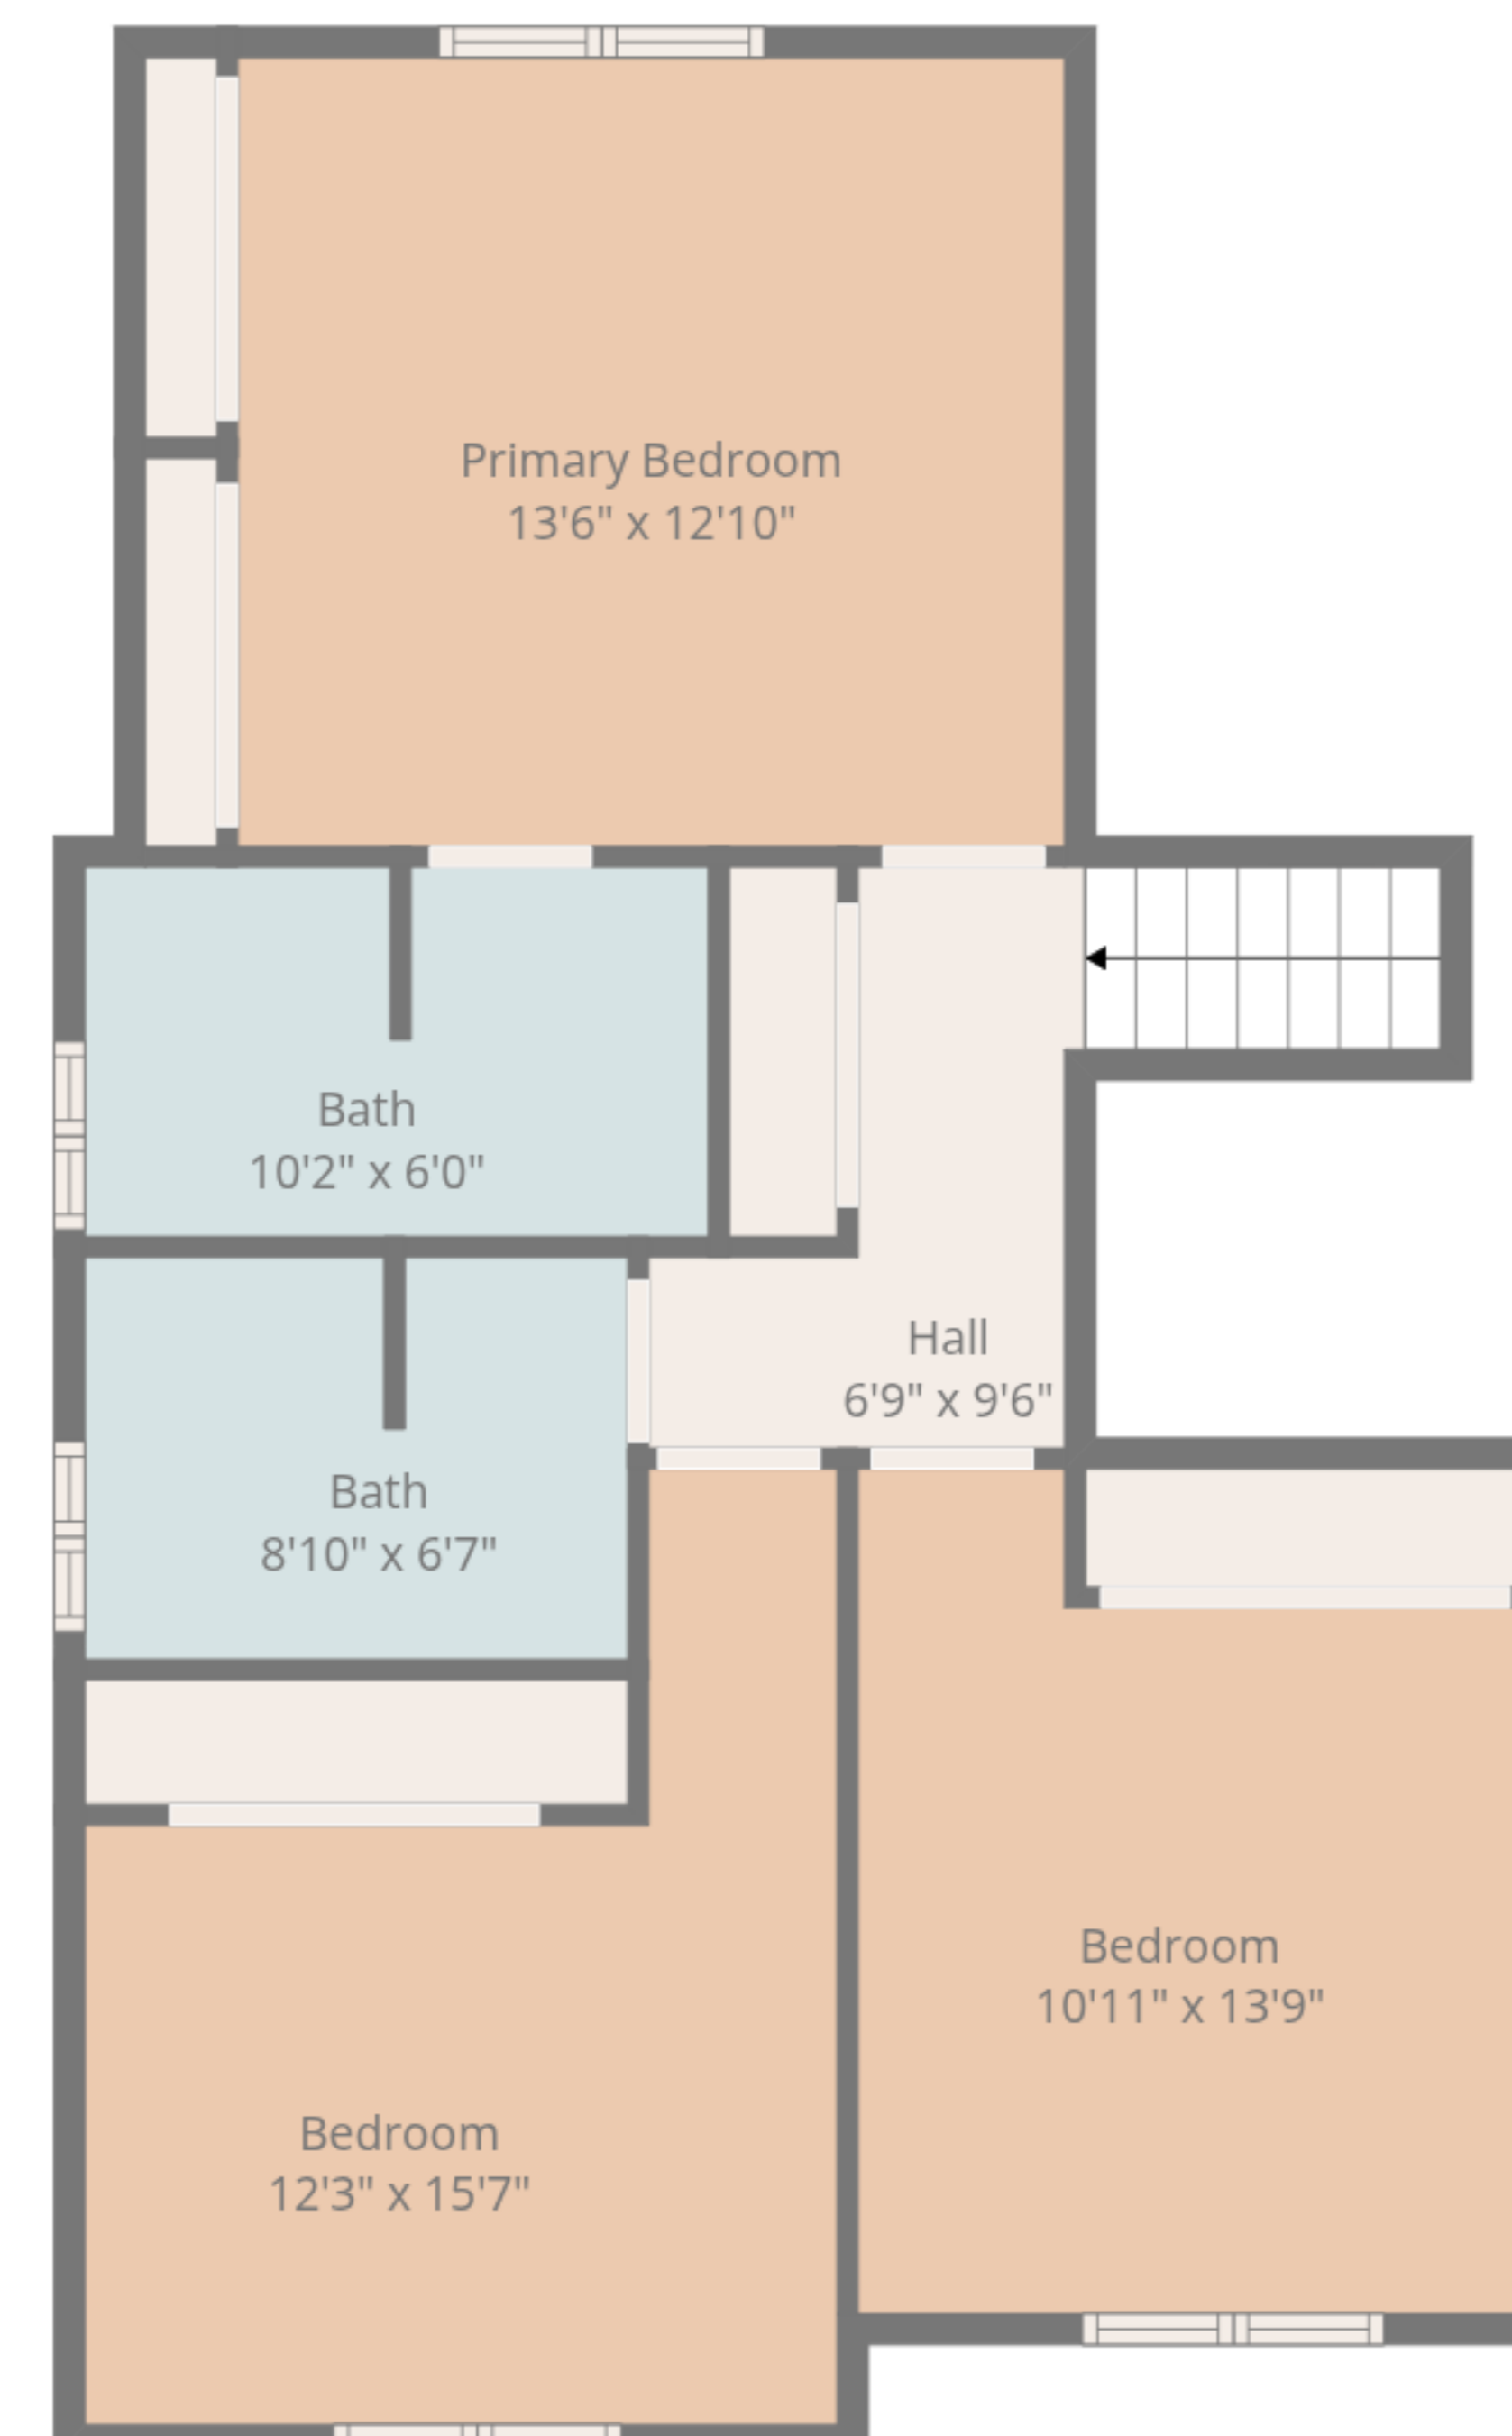 Primary Bedroom
13'6" x 12'10"
Bath
10'2" x 6'0"
Hall
6'9" x 9'6"
Bath
8'10" x 6'7"
Bedroom
10'11" x 13'9"
Bedroom
12'3" x 15'7"